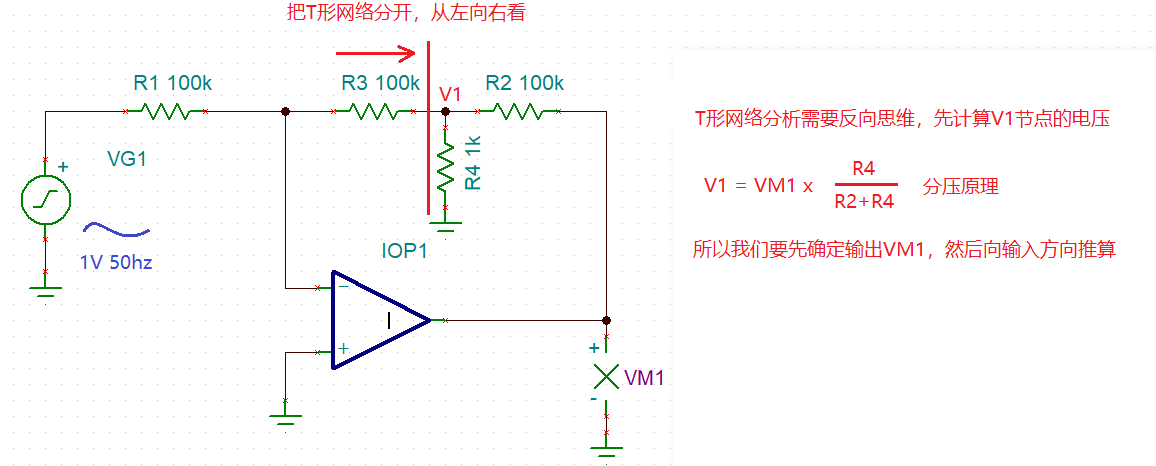 把T形网络分开，从左向右看
R1 100k
R3 100k
V1
R2 100k
R4 1k
VG1
+
1V 50hz
IOP1
−
I
+
+
VM1
-
T形网络分析需要反向思维，先计算V1节点的电压
V1 = VM1 x R4
R2+R4
分压原理
所以我们要先确定输出VM1，然后向输入方向推算